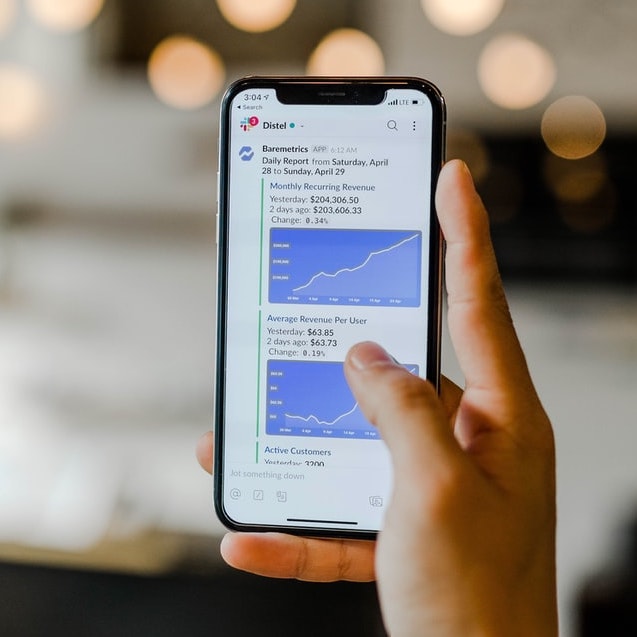 3:04
LTE
◂ Search
3
Distel
Baremetrics APP 6:12 AM
Daily Report from Saturday, April
28 to Sunday, April 29
Monthly Recurring Revenue
Yesterday: $204,306.50
2 days ago: $203,606.33
Change: 0.34%
Average Revenue Per User
Yesterday: $63.85
2 days ago: $63.73
Change: 0.19%
Active Customers
Yesterday: 3200
Jot something down